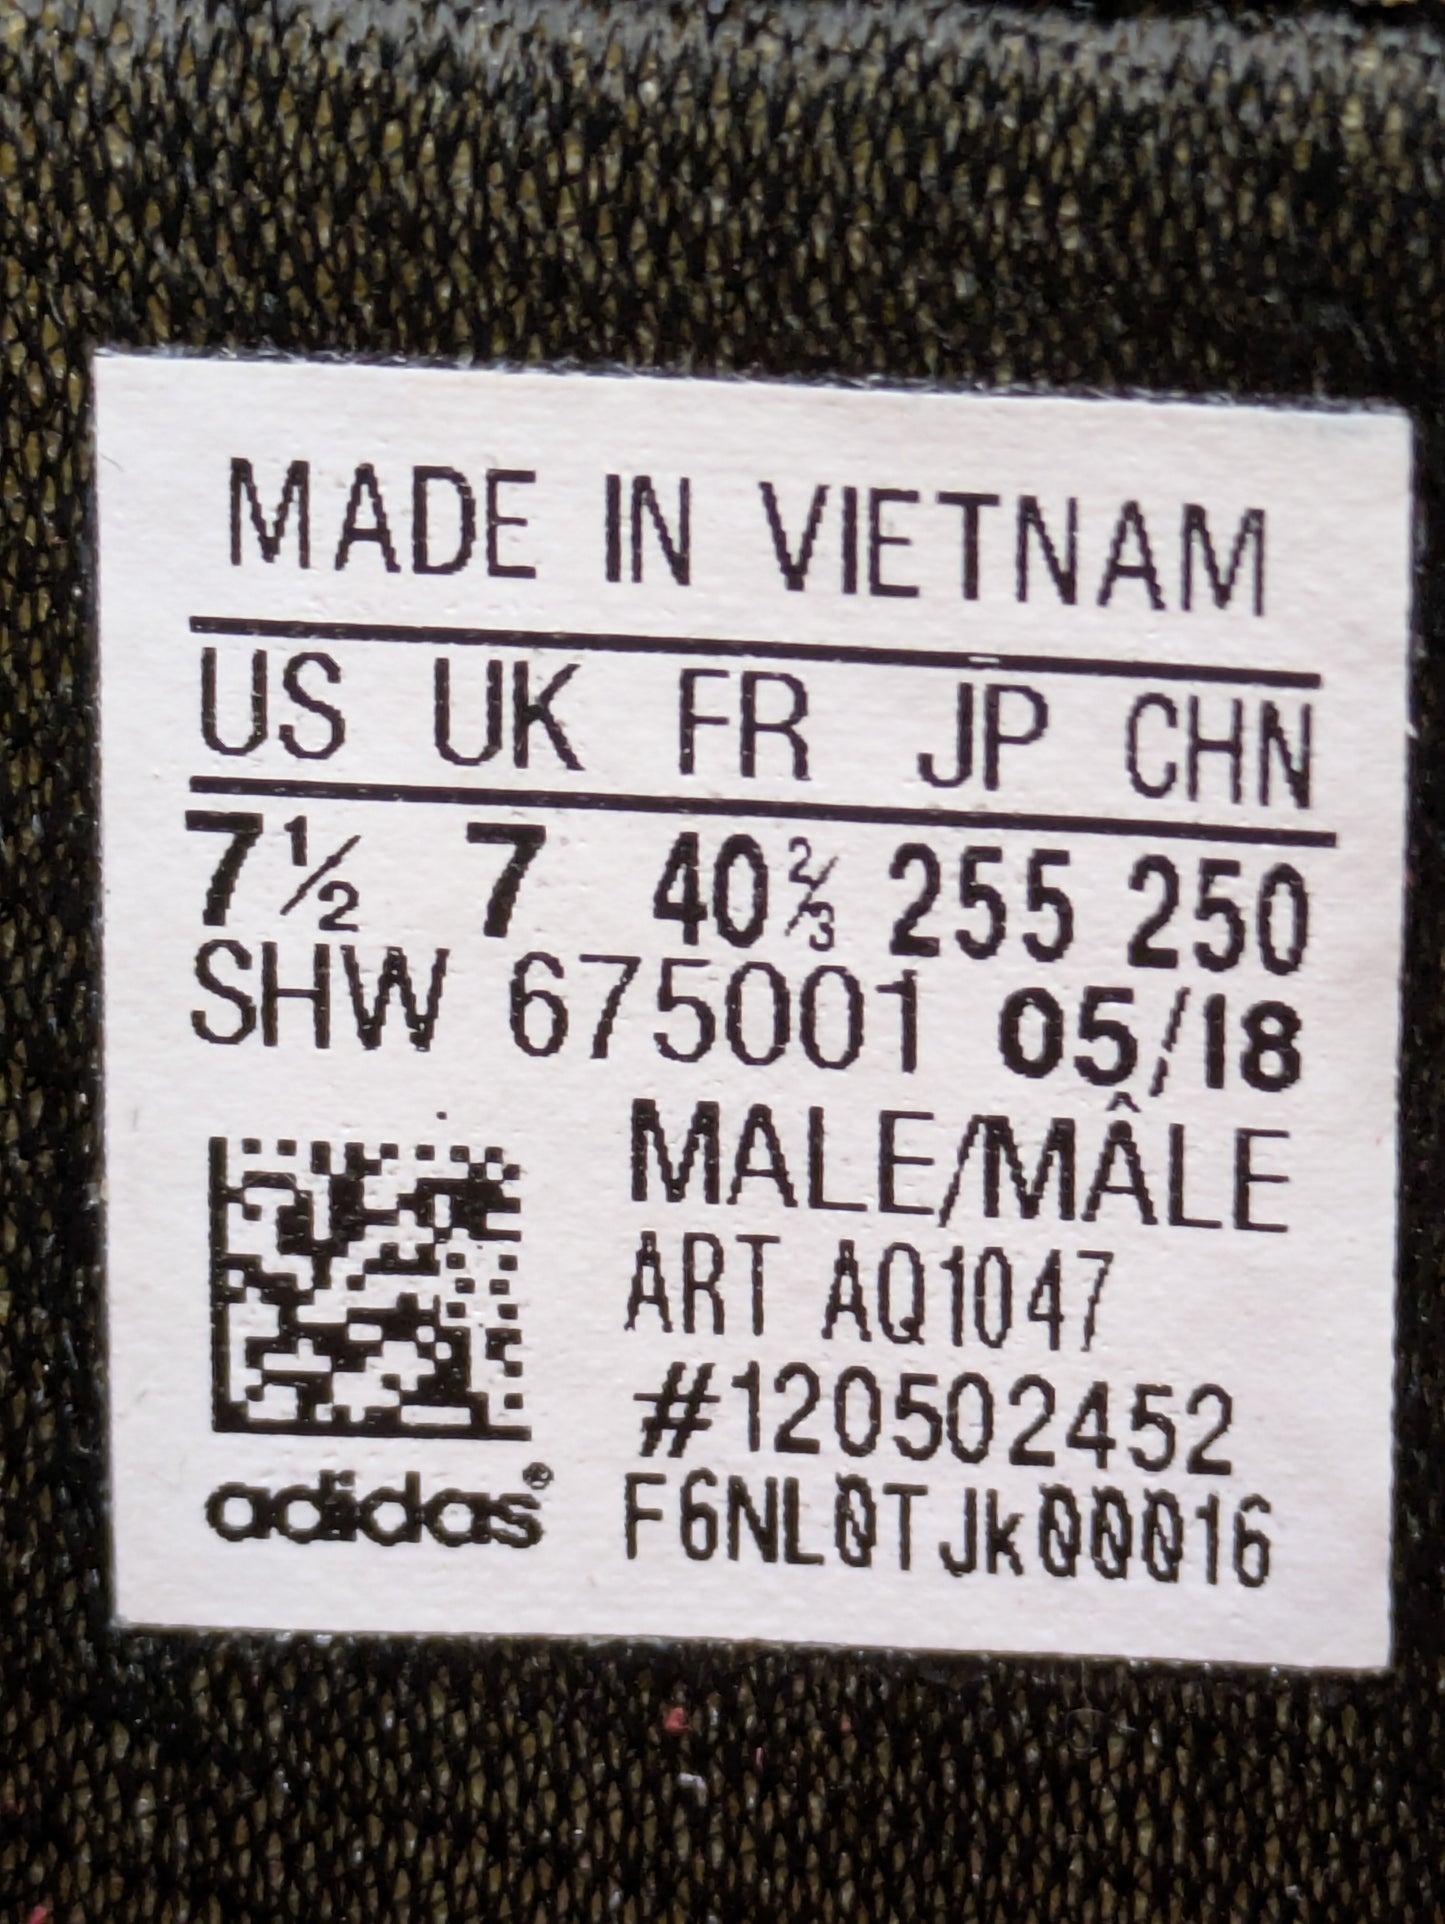 MADE IN VIETNAM
US UK FR JP CHN
7½ 7 40⅔ 255 250
SHW 675001 05/18
MALE/MÂLE
ART AQ1047
#120502452
adidas® F6NL0TJk00016